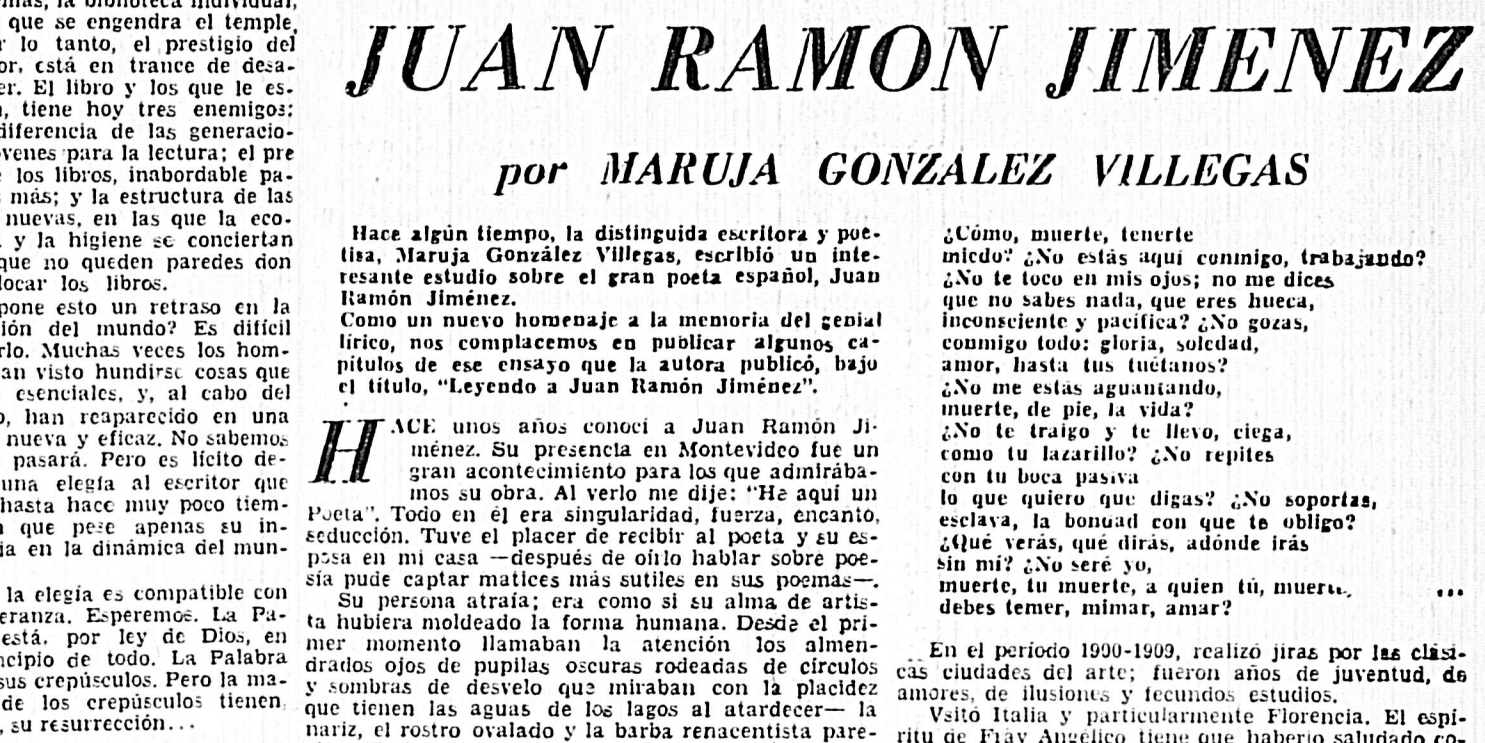 más, la biblioteca individual,
que se engendra el temple,
lo tanto, el prestigio del
or, está en trance de desa-
er. El libro y los que le es-
, tiene hoy tres enemigos:
diferencia de las generacio-
venes para la lectura; el pre
los libros, inabordable pa-
más; y la estructura de las
nuevas, en las que la eco-
y la higiene se conciertan
que no queden paredes don
locar los libros.
pone esto un retraso en la
ión del mundo? Es difícil
rlo. Muchas veces los hom-
an visto hundirse cosas que
esenciales, y, al cabo del
o, han reaparecido en una
nueva y eficaz. No sabemos
pasará. Pero es lícito de-
una elegía al escritor que
hasta hace muy poco tiem-
que pese apenas su in-
ja en la dinámica del mun-
la elegía es compatible con
eranza. Esperemos. La Pa-
está, por ley de Dios, en
ncipio de todo. La Palabra
sus crepúsculos. Pero la ma-
de los crepúsculos tienen,
, su resurrección...
JUAN RAMON JIMENEZ
por MARUJA GONZALEZ VILLEGAS
Hace algún tiempo, la distinguida escritora y poe-
tisa, Maruja González Villegas, escribió un inte-
resante estudio sobre el gran poeta español, Juan
Ramón Jiménez.
Como un nuevo homenaje a la memoria del genial
lírico, nos complacemos en publicar algunos ca-
pítulos de ese ensayo que la autora publicó, bajo
el título, "Leyendo a Juan Ramón Jiménez".
HACE unos años conocí a Juan Ramón Ji-
ménez. Su presencia en Montevideo fue un
gran acontecimiento para los que admirába-
mos su obra. Al verlo me dije: "He aquí un
Poeta". Todo en él era singularidad, fuerza, encanto,
seducción. Tuve el placer de recibir al poeta y su es-
posa en mi casa —después de oírlo hablar sobre poe-
sía pude captar matices más sutiles en sus poemas—.
Su persona atraía; era como si su alma de artis-
ta hubiera moldeado la forma humana. Desde el pri-
mer momento llamaban la atención los almen-
drados ojos de pupilas oscuras rodeadas de círculos
y sombras de desvelo que miraban con la placidez
que tienen las aguas de los lagos al atardecer— la
nariz, el rostro ovalado y la barba renacentista pare-
¿Cómo, muerte, tenerte
miedo? ¿No estás aquí conmigo, trabajando?
¿No te toco en mis ojos; no me dices
que no sabes nada, que eres hueca,
inconsciente y pacífica? ¿No gozas,
conmigo todo: gloria, soledad,
amor, hasta tus tuétanos?
¿No me estás aguantando,
muerte, de pie, la vida?
¿No te traigo y te llevo, ciega,
como tu lazarillo? ¿No repites
con tu boca pasiva
lo que quiero que digas? ¿No soportas,
esclava, la bondad con que te obligo?
¿Qué verás, qué dirás, adónde irás
sin mí? ¿No seré yo,
muerte, tu muerte, a quien tú, muerte, ...
debes temer, mimar, amar?
En el período 1900-1909, realizó jiras por las clási-
cas ciudades del arte; fueron años de juventud, de
amores, de ilusiones y fecundos estudios.
Vsitó Italia y particularmente Florencia. El espí-
ritu de Fray Angélico tiene que haberlo saludado co-